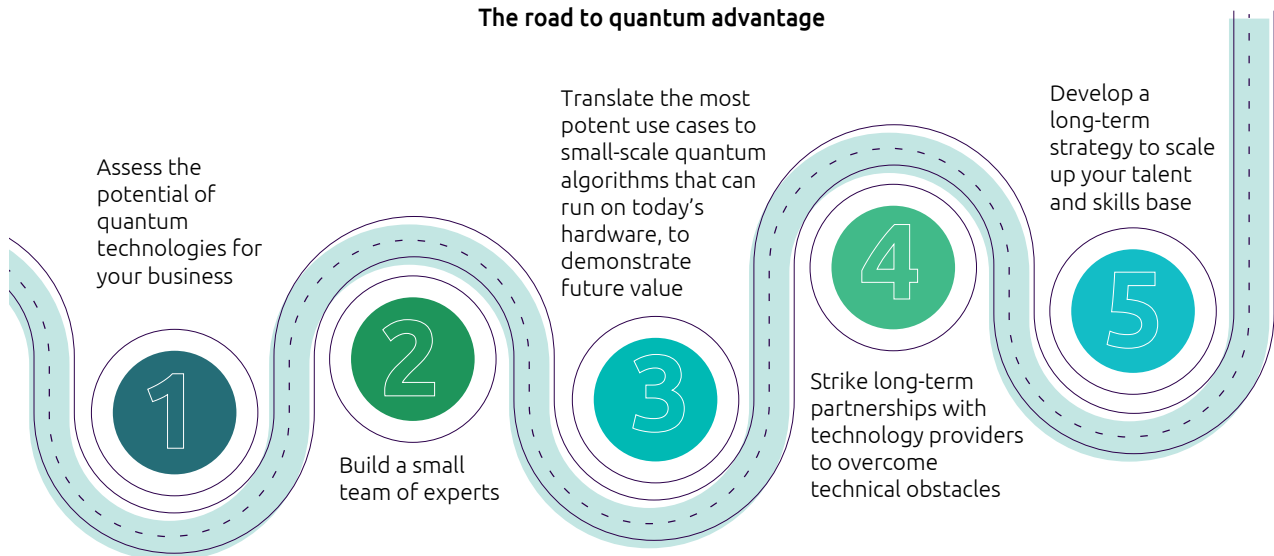 The road to quantum advantage
1
Assess the
potential of
quantum
technologies for
your business
2
Build a small
team of experts
3
Translate the most
potent use cases to
small-scale quantum
algorithms that can
run on today’s
hardware, to
demonstrate
future value
4
Strike long-term
partnerships with
technology providers
to overcome
technical obstacles
5
Develop a
long-term
strategy to scale
up your talent
and skills base